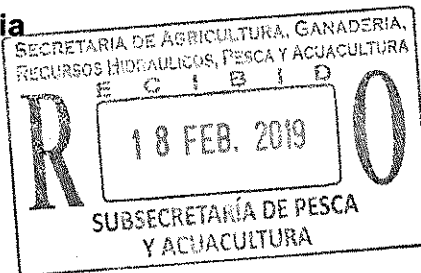 ia
SECRETARIA DE AGRICULTURA, GANADERIA,
RECURSOS HIDRAULICOS, PESCA Y ACUACULTURA
R E C I B I D O
18 FEB. 2019
SUBSECRETARÍA DE PESCA
Y ACUACULTURA